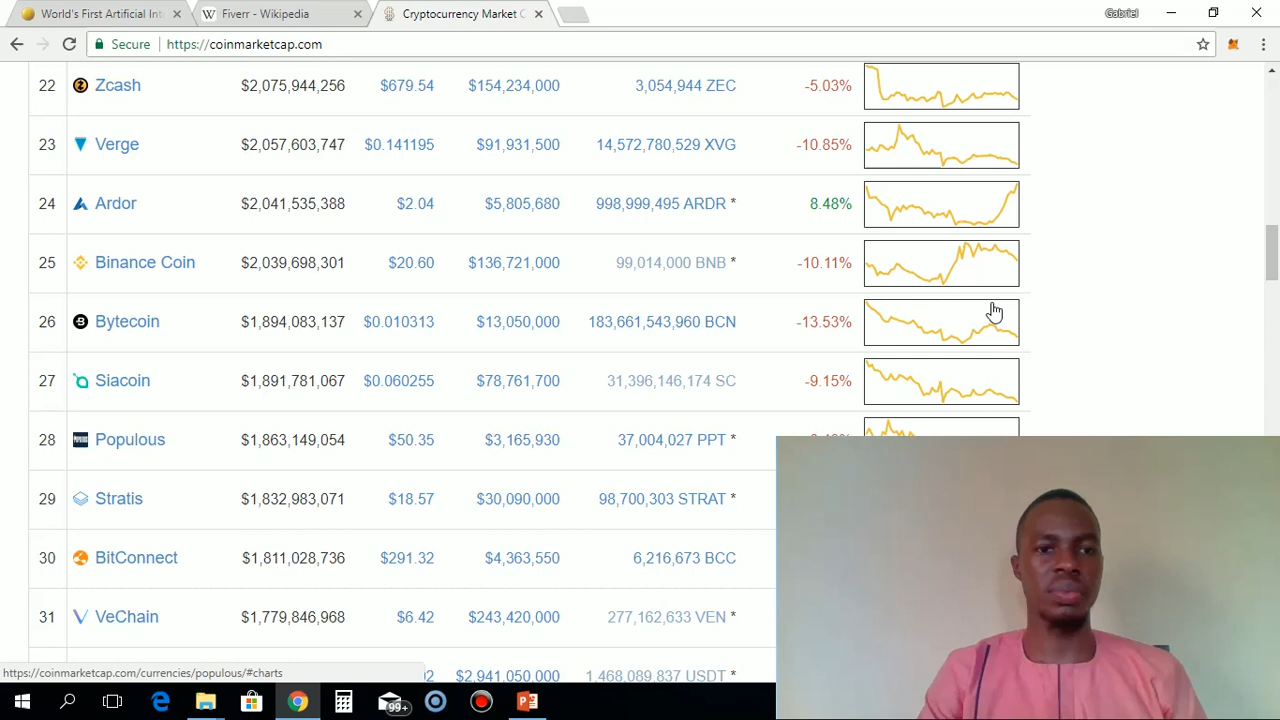 World's First Artificial Int
Fiverr - Wikipedia
Cryptocurrency Market C
Gabriel
Secure https://coinmarketcap.com
22 Zcash $2,075,944,256 $679.54 $154,234,000 3,054,944 ZEC -5.03%
23 Verge $2,057,603,747 $0.141195 $91,931,500 14,572,780,529 XVG -10.85%
24 Ardor $2,041,535,388 $2.04 $5,805,680 998,999,495 ARDR * 8.48%
25 Binance Coin $2,039,698,301 $20.60 $136,721,000 99,014,000 BNB * -10.11%
26 Bytecoin $1,894,083,137 $0.010313 $13,050,000 183,661,543,960 BCN -13.53%
27 Siacoin $1,891,781,067 $0.060255 $78,761,700 31,396,146,174 SC -9.15%
28 Populous $1,863,149,054 $50.35 $3,165,930 37,004,027 PPT *
29 Stratis $1,832,983,071 $18.57 $30,090,000 98,700,303 STRAT *
30 BitConnect $1,811,028,736 $291.32 $4,363,550 6,216,673 BCC
31 VeChain $1,779,846,968 $6.42 $243,420,000 277,162,633 VEN *
$2,941,050,000 1,468,089,837 USDT *
https://coinmarketcap.com/currencies/populous/#charts
99+